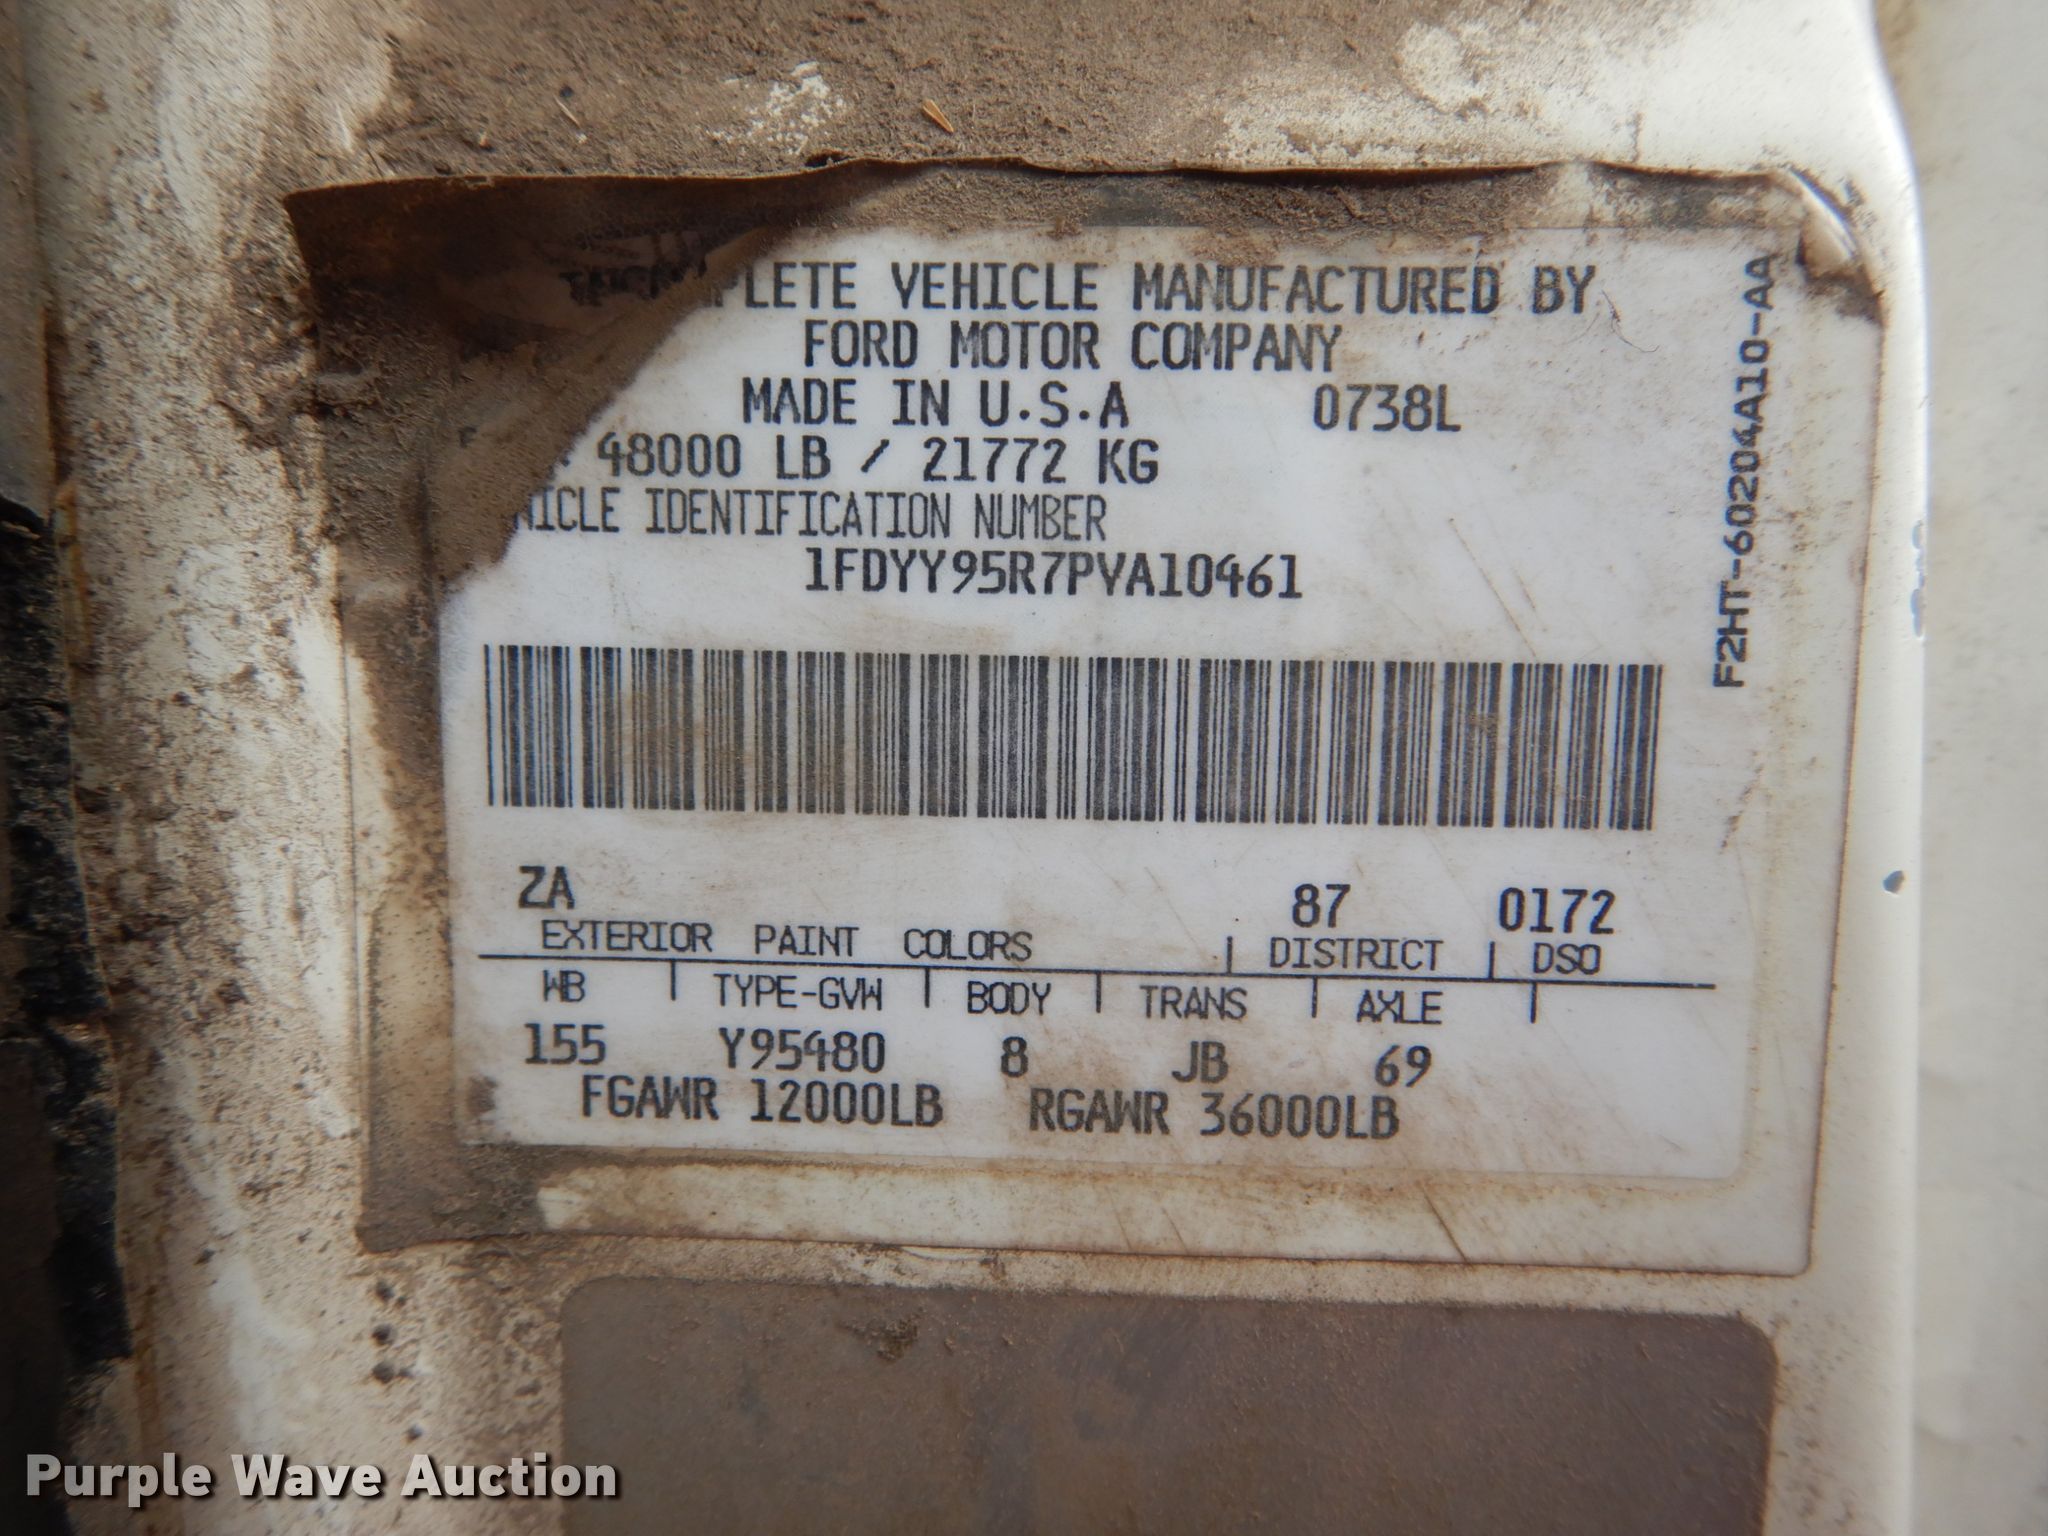 PLETE VEHICLE MANUFACTURED BY
FORD MOTOR COMPANY
MADE IN U.S.A 0738L
48000 LB / 21772 KG
HICLE IDENTIFICATION NUMBER
1FDYY95R7PVA10461
F2HT-60204A10-AA
ZA 87 0172
EXTERIOR PAINT COLORS DISTRICT DSO
WB TYPE-GVW BODY TRANS AXLE
155 Y95480 8 JB 69
FGAWR 12000LB RGAWR 36000LB
Purple Wave Auction